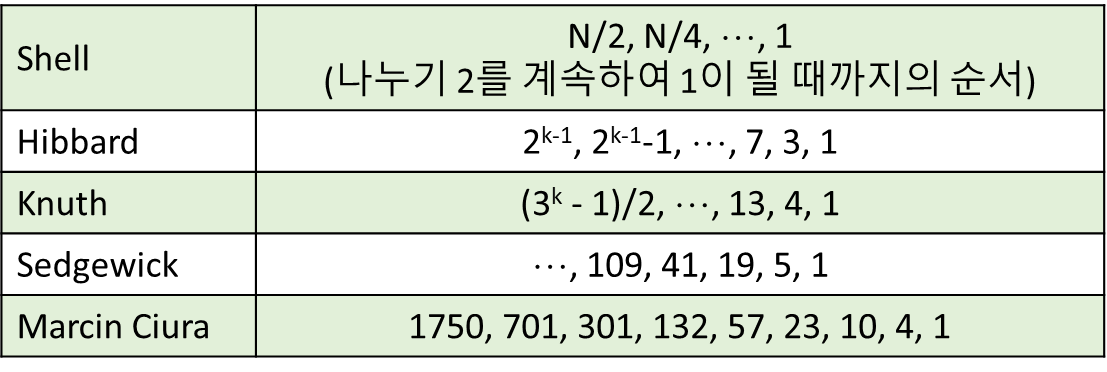 Shell
N/2, N/4, ⋯, 1
(나누기 2를 계속하여 1이 될 때까지의 순서)
Hibbard
2^k-1, 2^k-1-1, ⋯, 7, 3, 1
Knuth
(3^k - 1)/2, ⋯, 13, 4, 1
Sedgewick
⋯, 109, 41, 19, 5, 1
Marcin Ciura
1750, 701, 301, 132, 57, 23, 10, 4, 1